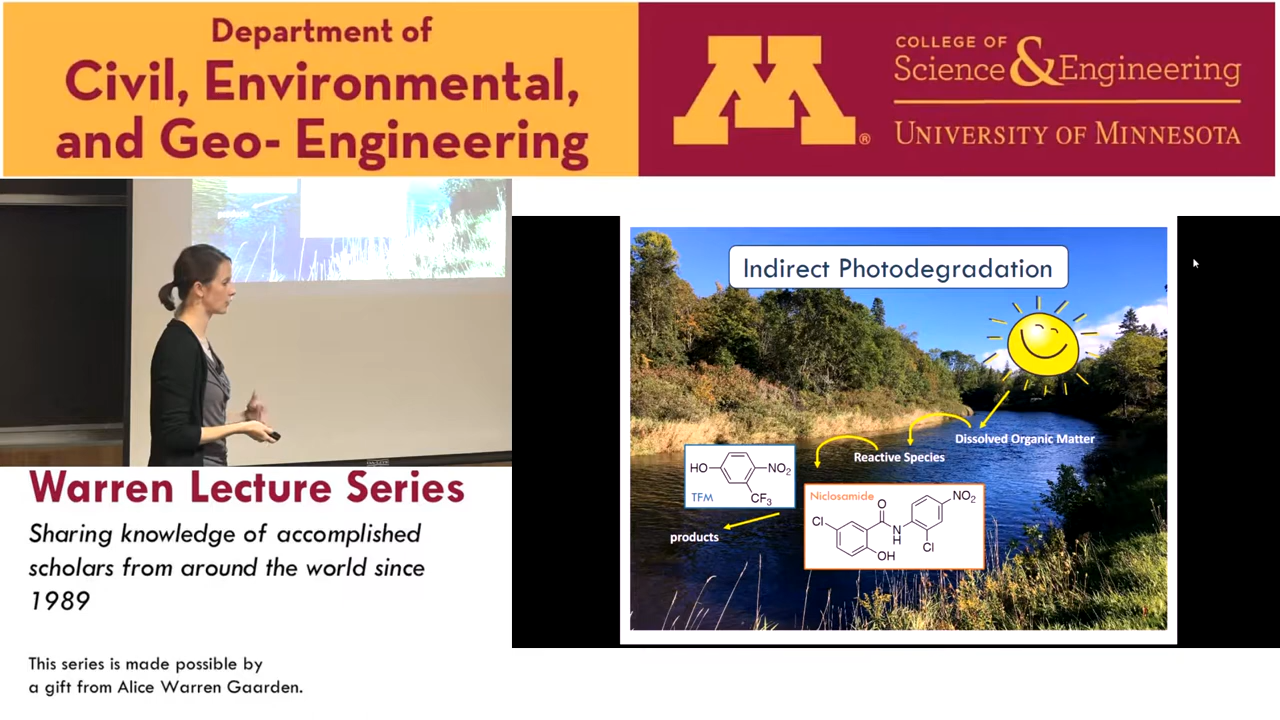 Department of
Civil, Environmental,
and Geo- Engineering
M®
COLLEGE OF
Science & Engineering
UNIVERSITY OF MINNESOTA
products
Indirect Photodegradation
Dissolved Organic Matter
Reactive Species
HO
NO2
CF3
TFM
products
Niclosamide
Cl
O
N
H
OH
Cl
NO2
Warren Lecture Series
Sharing knowledge of accomplished
scholars from around the world since
1989
This series is made possible by
a gift from Alice Warren Gaarden.